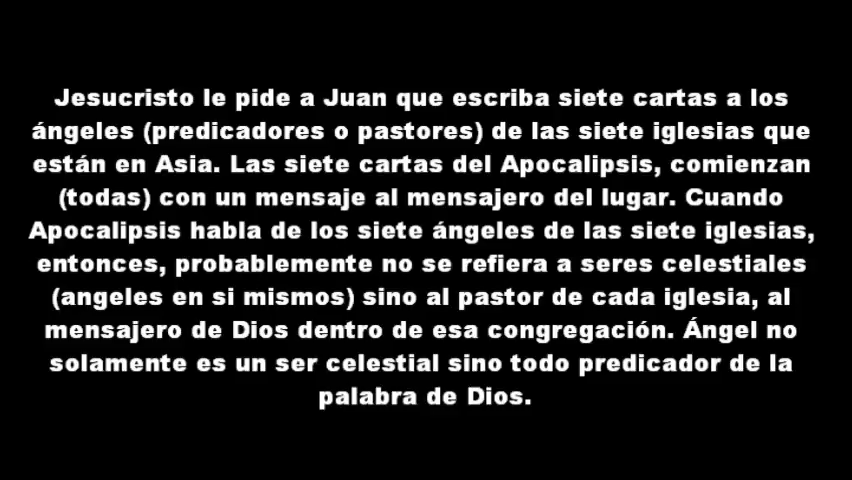 Jesucristo le pide a Juan que escriba siete cartas a los
ángeles (predicadores o pastores) de las siete iglesias que
están en Asia. Las siete cartas del Apocalipsis, comienzan
(todas) con un mensaje al mensajero del lugar. Cuando
Apocalipsis habla de los siete ángeles de las siete iglesias,
entonces, probablemente no se refiera a seres celestiales
(angeles en si mismos) sino al pastor de cada iglesia, al
mensajero de Dios dentro de esa congregación. Ángel no
solamente es un ser celestial sino todo predicador de la
palabra de Dios.